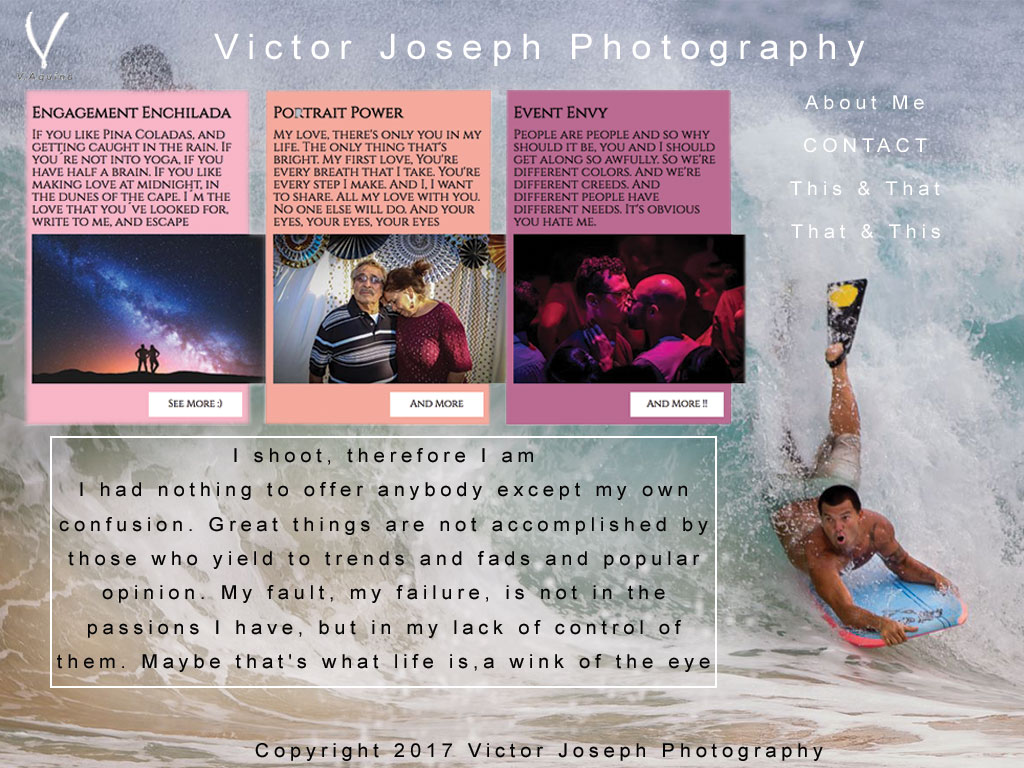 Victor Joseph Photography
V Aquino
About Me
CONTACT
This & That
That & This
Engagement Enchilada
If you like Pina Coladas, and
getting caught in the rain. If
you´re not into yoga, if you
have half a brain. If you like
making love at midnight, in
the dunes of the cape. I´m the
love that you´ve looked for,
write to me, and escape
See More :)
Portrait Power
My love, there's only you in my
life. The only thing that's
bright. My first love, You're
every breath that I take. You're
every step I make. And I, I want
to share. All my love with you.
No one else will do. And your
eyes, your eyes, your eyes
And More
Event Envy
People are people and so why
should it be, you and I should
get along so awfully. So we're
different colors. And we're
different creeds. And
different people have
different needs. It's obvious
you hate me.
And More !!
I shoot, therefore I am
I had nothing to offer anybody except my own
confusion. Great things are not accomplished by
those who yield to trends and fads and popular
opinion. My fault, my failure, is not in the
passions I have, but in my lack of control of
them. Maybe that's what life is,a wink of the eye
Copyright 2017 Victor Joseph Photography